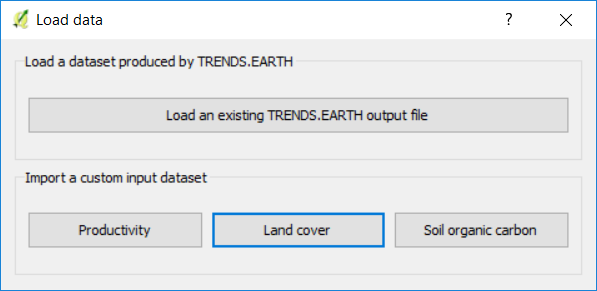 Load data
?
Load a dataset produced by TRENDS.EARTH
Load an existing TRENDS.EARTH output file
Import a custom input dataset
Productivity
Land cover
Soil organic carbon